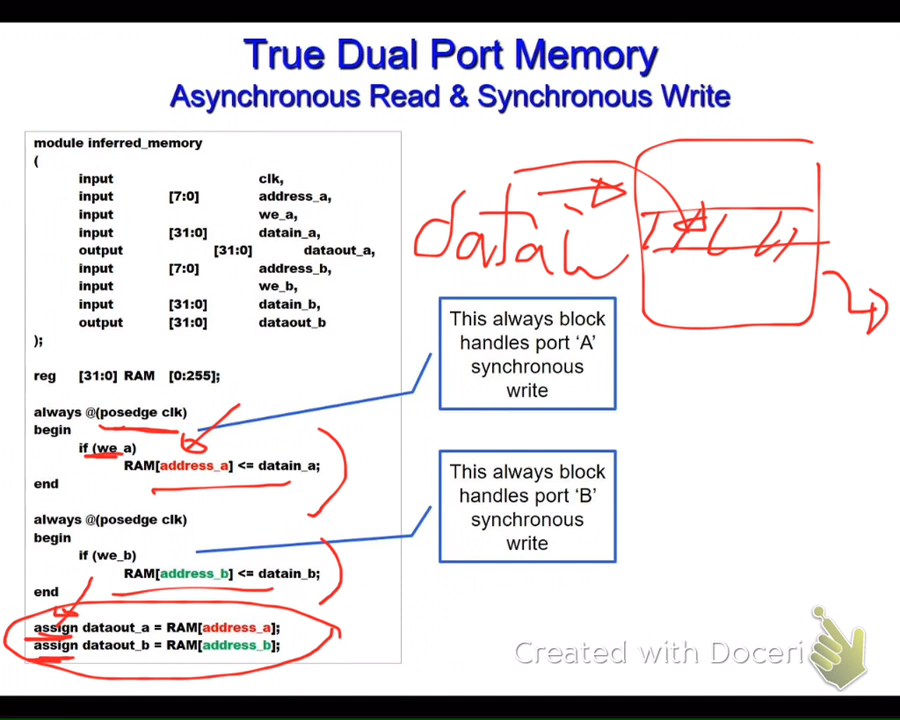 True Dual Port Memory
Asynchronous Read & Synchronous Write
module inferred_memory
(
input clk,
input [7:0] address_a,
input we_a,
input [31:0] datain_a,
output [31:0] dataout_a,
input [7:0] address_b,
input we_b,
input [31:0] datain_b,
output [31:0] dataout_b
);
reg [31:0] RAM [0:255];
always @(posedge clk)
begin
if (we_a)
RAM[address_a] <= datain_a;
end
always @(posedge clk)
begin
if (we_b)
RAM[address_b] <= datain_b;
end
assign dataout_a = RAM[address_a];
assign dataout_b = RAM[address_b];
datain
This always block
handles port ‘A’
synchronous
write
This always block
handles port ‘B’
synchronous
write
Created with Doceri